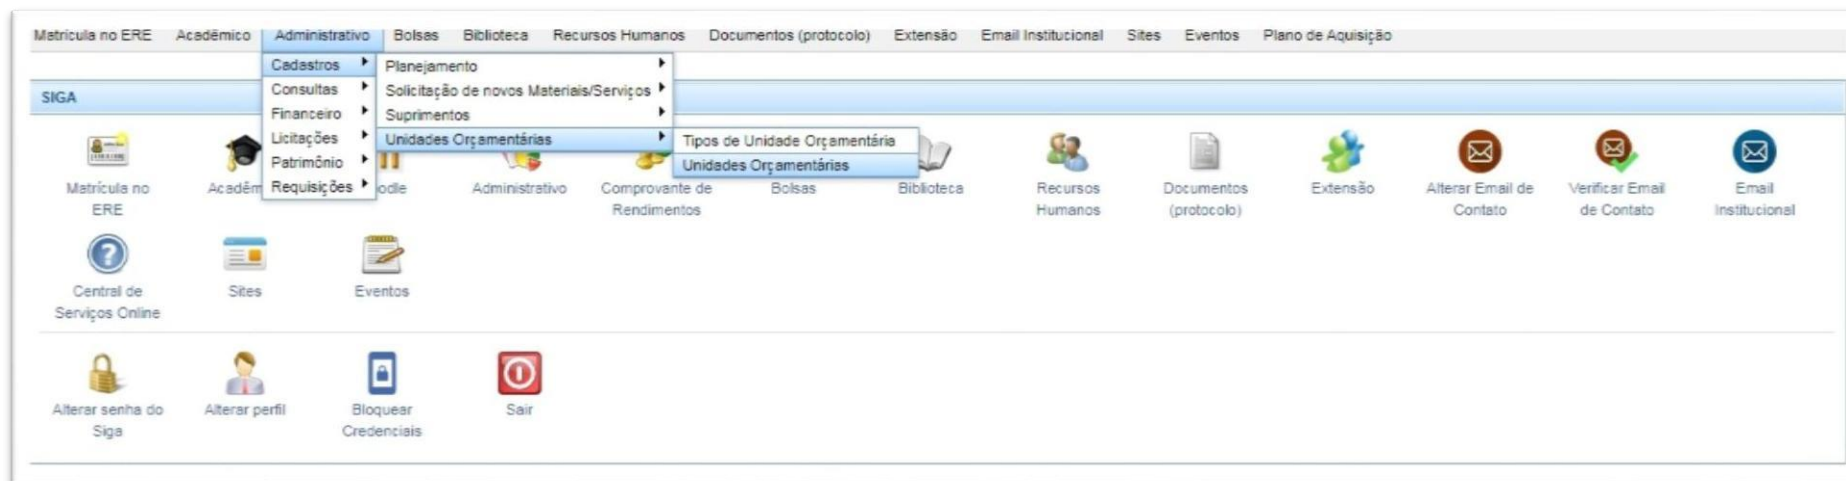 Matrícula no ERE Acadêmico Administrativo Bolsas Biblioteca Recursos Humanos Documentos (protocolo) Extensão Email Institucional Sites Eventos Plano de Aquisição
Cadastros
Consultas
Financeiro
Licitações
Patrimônio
Requisições
Planejamento
Solicitação de novos Materiais/Serviços
Suprimentos
Unidades Orçamentárias
Tipos de Unidade Orçamentária
Unidades Orçamentárias
SIGA
Matrícula no
ERE
Administrativo
Comprovante de
Rendimentos
Bolsas
Biblioteca
Recursos
Humanos
Documentos
(protocolo)
Extensão
Alterar Email de
Contato
Verificar Email
de Contato
Email
Institucional
Central de
Serviços Online
Sites
Eventos
Alterar senha do
Siga
Alterar perfil
Bloquear
Credenciais
Sair